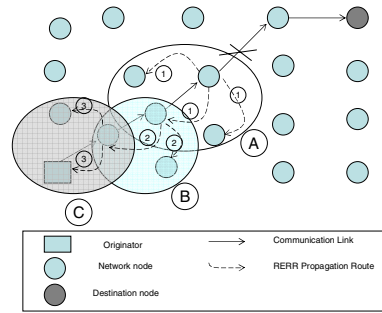 3
1
1
1
2
2
3
A
B
C
Originator
Communication Link
Network node
RERR Propagation Route
Destination node